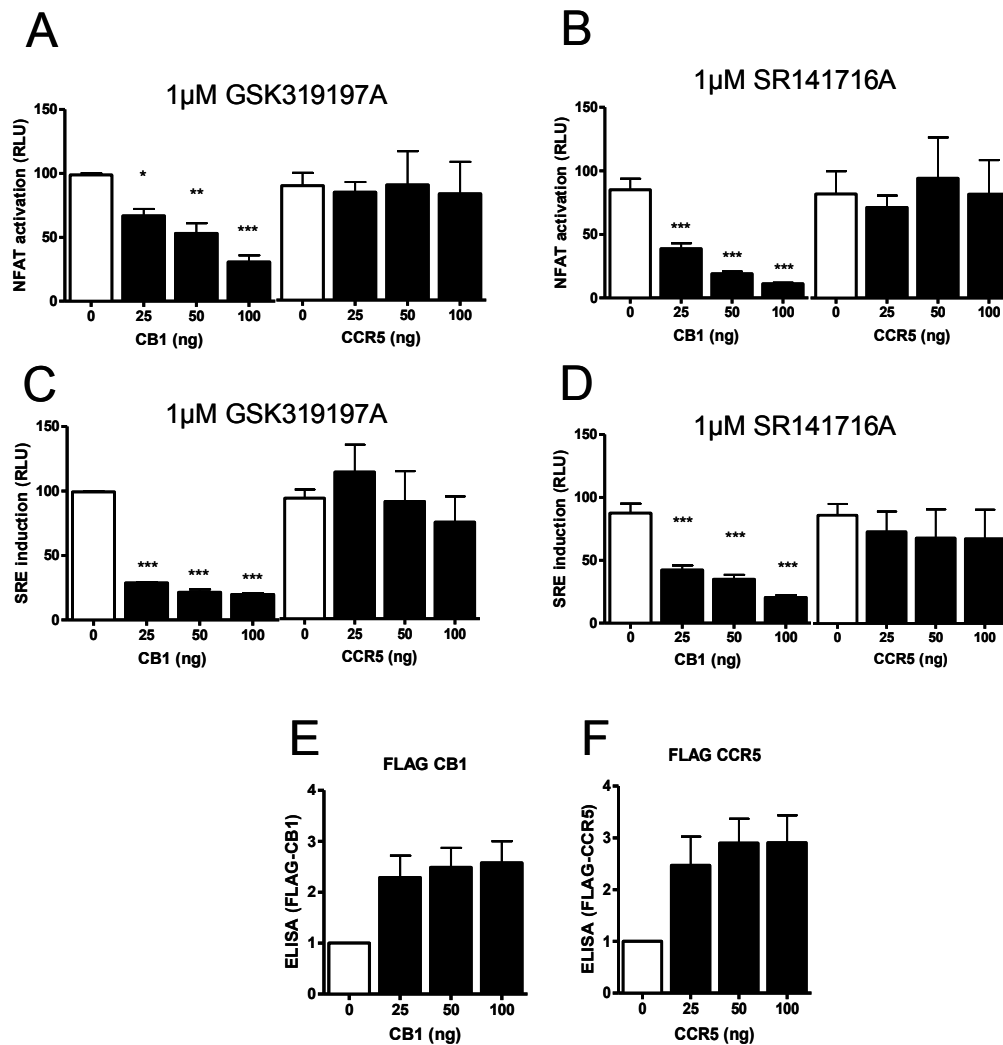 A
1µM GSK319197A
NFAT activation (RLU)
150
100
50
0
* ** ***
0 25 50 100 0 25 50 100
CB1 (ng) CCR5 (ng)
B
1µM SR141716A
NFAT activation (RLU)
150
100
50
0
*** *** ***
0 25 50 100 0 25 50 100
CB1 (ng) CCR5 (ng)
C
1µM GSK319197A
SRE induction (RLU)
150
100
50
0
*** *** ***
0 25 50 100 0 25 50 100
CB1 (ng) CCR5 (ng)
D
1µM SR141716A
SRE induction (RLU)
150
100
50
0
*** *** ***
0 25 50 100 0 25 50 100
CB1 (ng) CCR5 (ng)
E
FLAG CB1
ELISA (FLAG-CB1)
4
3
2
1
0
0 25 50 100
CB1 (ng)
F
FLAG CCR5
ELISA (FLAG-CCR5)
4
3
2
1
0
0 25 50 100
CCR5 (ng)